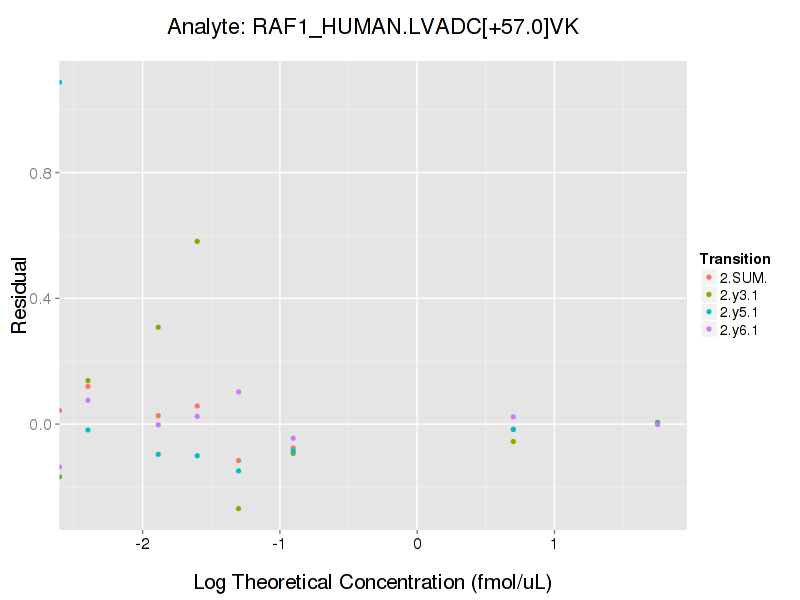 Analyte: RAF1_HUMAN.LVADC[+57.0]VK
Residual
0.8
0.4
0.0
-2
-1
0
1
Log Theoretical Concentration (fmol/uL)
Transition
2.SUM.
2.y3.1
2.y5.1
2.y6.1